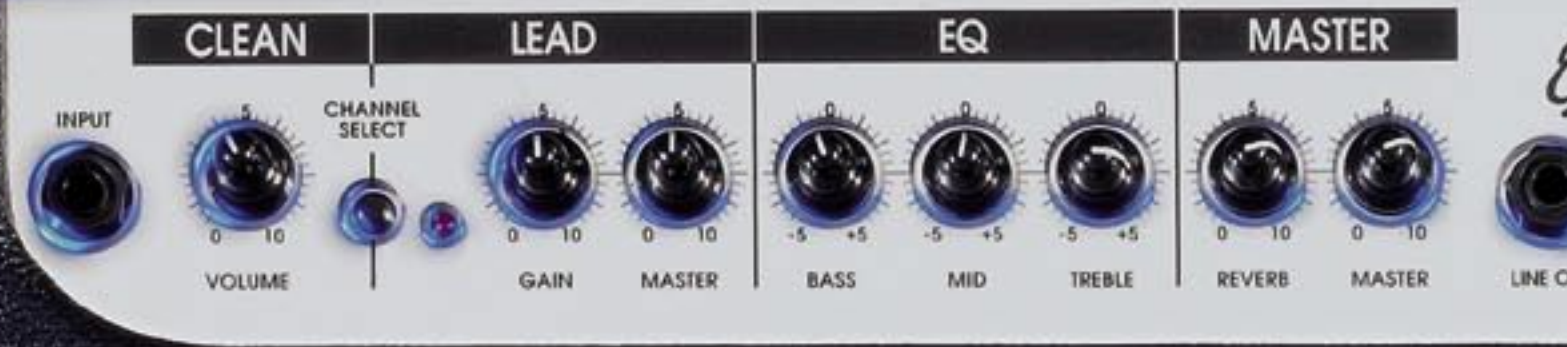 CLEAN LEAD EQ MASTER
INPUT
CHANNEL
SELECT
5 5 5 0 0 0 5 5
0 10 0 10 0 10 -5 +5 -5 +5 -5 +5 0 10 0 10
VOLUME GAIN MASTER BASS MID TREBLE REVERB MASTER LINE